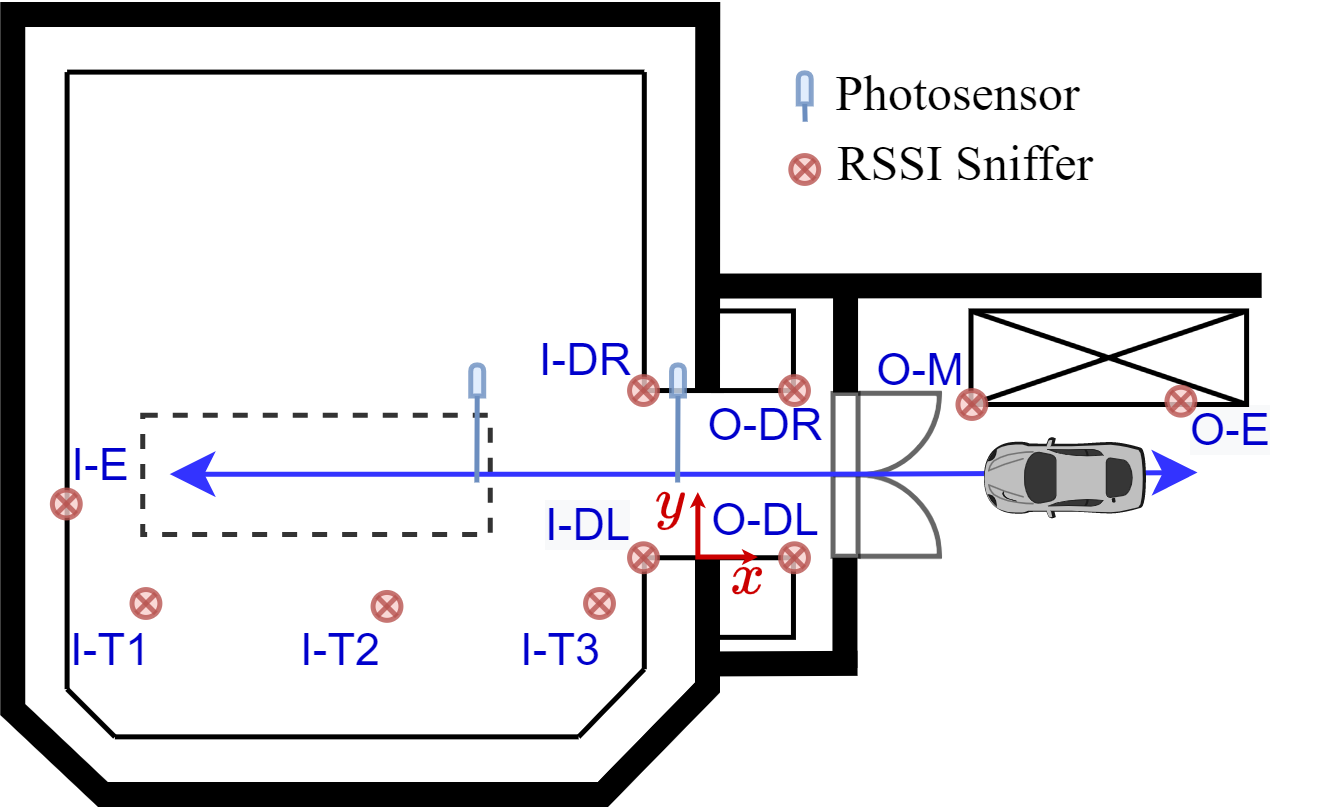 Photosensor
RSSI Sniffer
I-DR
O-M
O-DR
O-E
I-E
y
I-DL
O-DL
x
I-T1
I-T2
I-T3